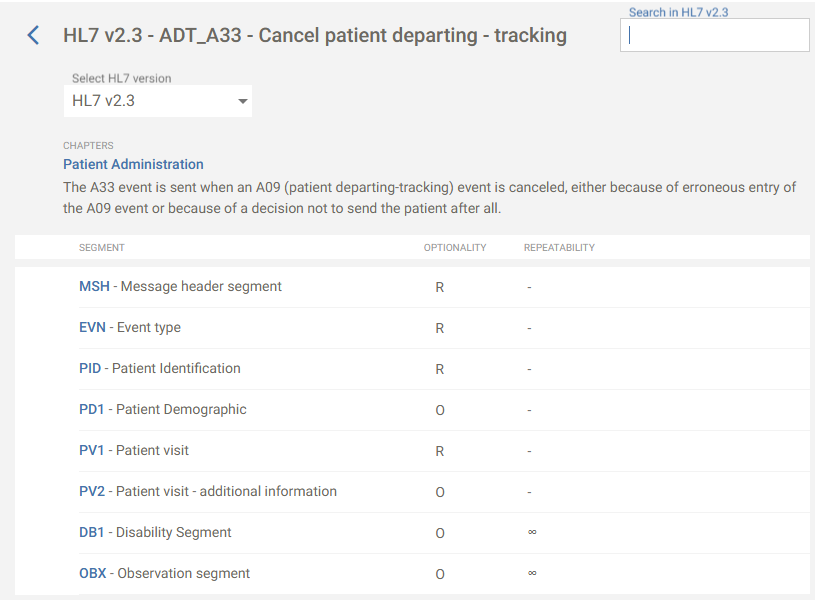 Search in HL7 v2.3
HL7 v2.3 - ADT_A33 - Cancel patient departing - tracking
Select HL7 version
HL7 v2.3
CHAPTERS
Patient Administration
The A33 event is sent when an A09 (patient departing-tracking) event is canceled, either because of erroneous entry of
the A09 event or because of a decision not to send the patient after all.
SEGMENT OPTIONALITY REPEATABILITY
MSH - Message header segment R -
EVN - Event type R -
PID - Patient Identification R -
PD1 - Patient Demographic O -
PV1 - Patient visit R -
PV2 - Patient visit - additional information O -
DB1 - Disability Segment O ∞
OBX - Observation segment O ∞